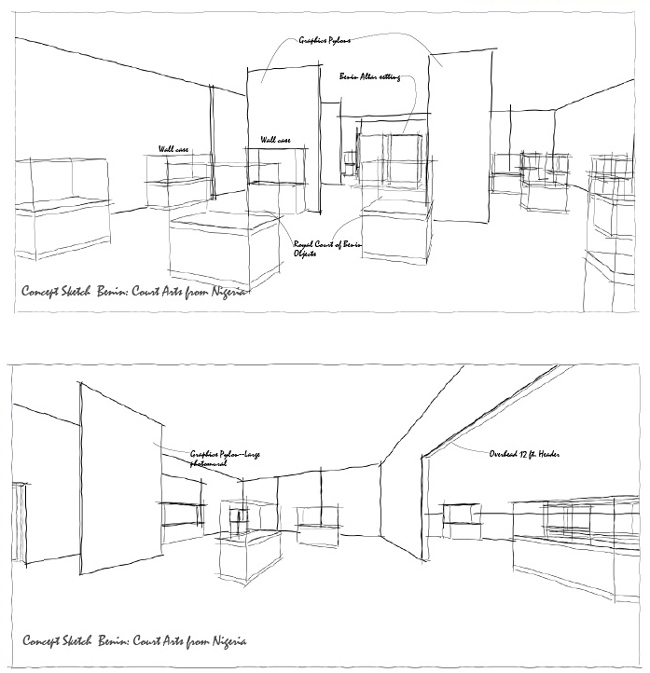 Graphics Pylons
Benin Altar setting
Wall case
Wall case
Royal Court of Benin
Objects
Concept Sketch Benin: Court Arts from Nigeria
Graphics Pylon--Large
photomural
Overhead 12 ft. Header
Concept Sketch Benin: Court Arts from Nigeria